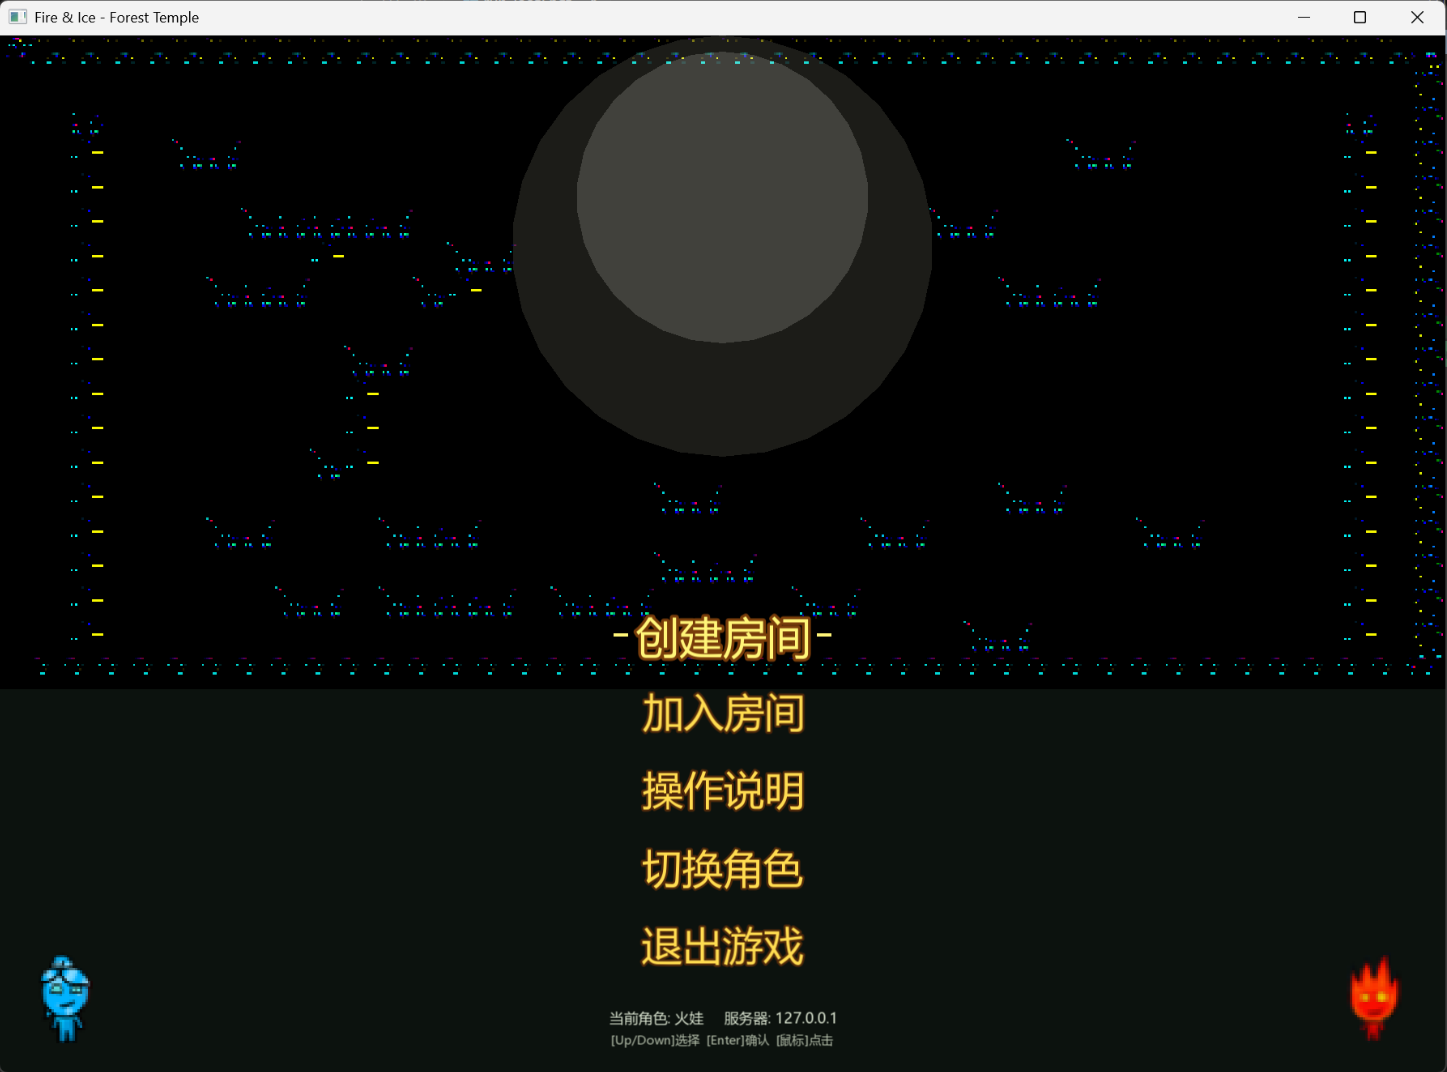 Fire & Ice - Forest Temple
-创建房间-
加入房间
操作说明
切换角色
退出游戏
当前角色: 火娃 服务器: 127.0.0.1
[Up/Down]选择 [Enter]确认 [鼠标]点击